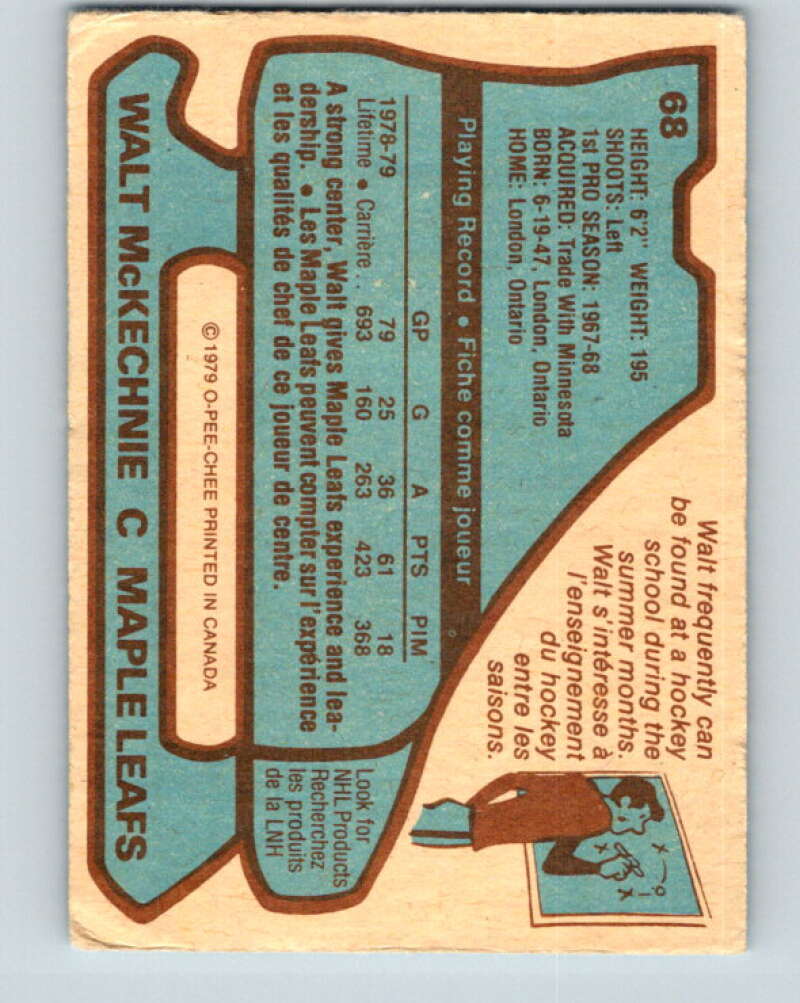 68
HEIGHT: 6'2" WEIGHT: 195
SHOOTS: Left
1st PRO SEASON: 1967-68
ACQUIRED: Trade With Minnesota
BORN: 6-19-47, London, Ontario
HOME: London, Ontario
Walt frequently can
be found at a hockey
school during the
summer months.
Walt s'intéresse à
l'enseignement
du hockey
entre les
saisons.
Playing Record • Fiche comme joueur
GP G A PTS PIM
1978-79 79 25 36 61 18
Lifetime • Carrière . . 693 160 263 423 368
A strong center, Walt gives Maple Leafs experience and lea-
dership. • Les Maple Leafs peuvent compter sur l'expérience
et les qualités de chef de ce joueur de centre.
Look for
NHL Products
Recherchez
les produits
de la LNH
© 1979 O-PEE-CHEE PRINTED IN CANADA
WALT McKECHNIE C MAPLE LEAFS